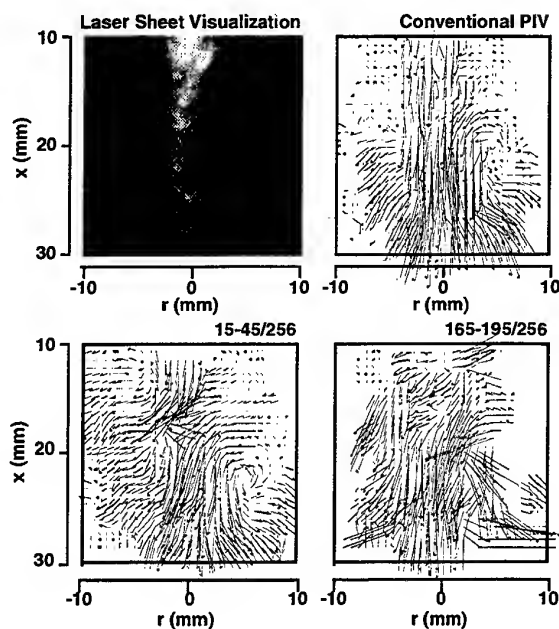 Laser Sheet Visualization
Conventional PIV
10
20
30
x (mm)
-10 0 10
r (mm)
-10 0 10
r (mm)
15-45/256
165-195/256
10
20
30
x (mm)
-10 0 10
r (mm)
-10 0 10
r (mm)